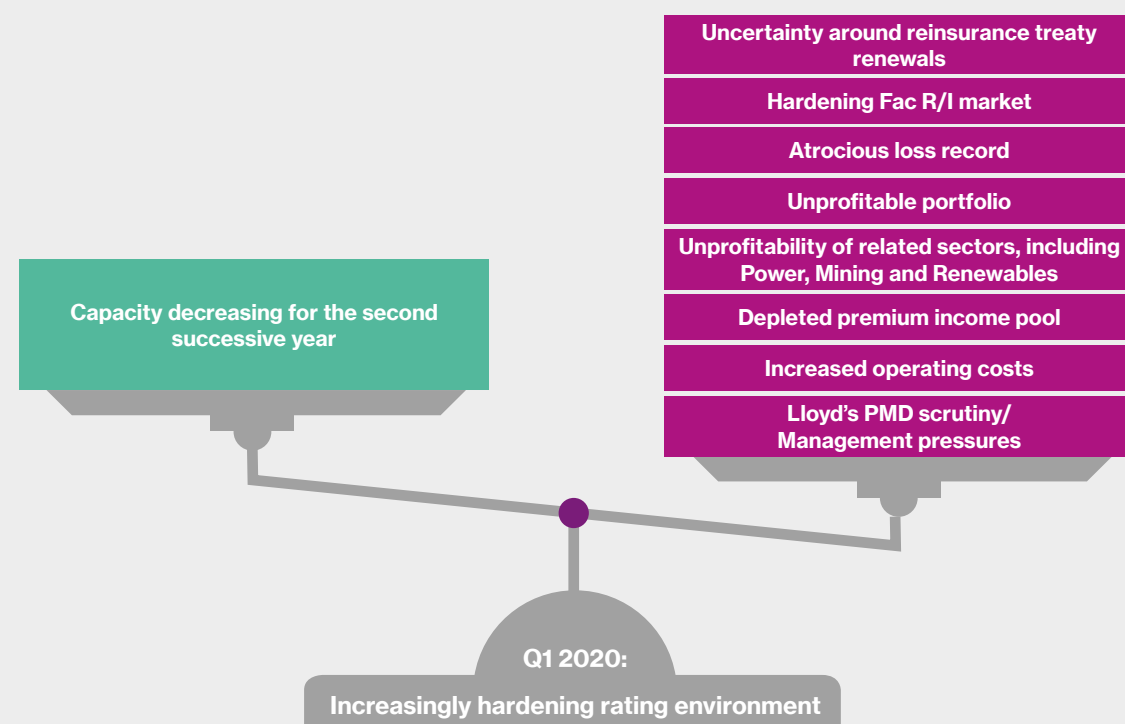 Uncertainty around reinsurance treaty
renewals
Hardening Fac R/I market
Atrocious loss record
Unprofitable portfolio
Unprofitability of related sectors, including
Power, Mining and Renewables
Depleted premium income pool
Increased operating costs
Lloyd's PMD scrutiny/
Management pressures
Capacity decreasing for the second
successive year
Q1 2020:
Increasingly hardening rating environment